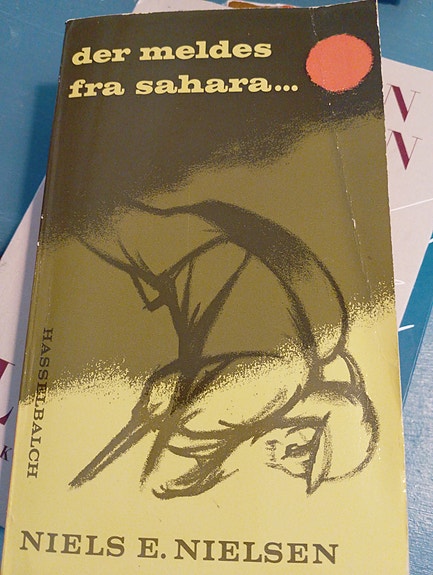 der meldes
fra sahara...
HASSELBALCH
NIELS E. NIELSEN